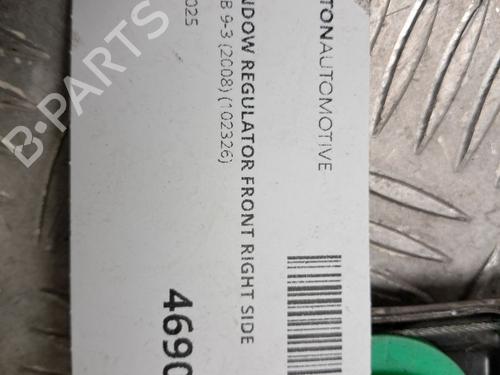 TONAUTOMOTIVE
NDOW REGULATOR FRONT RIGHT SIDE
B 9-3 (2008) (102326)
025
4690
B-PARTS